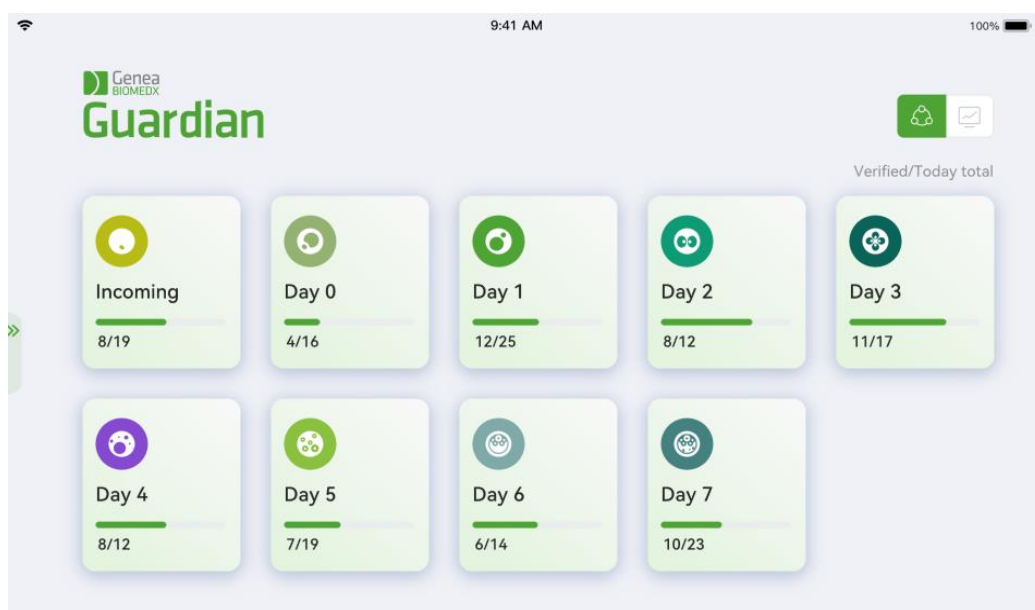 9:41 AM
100%
Genea
BIOMEDX
Guardian
Verified/Today total
Incoming
8/19
Day 0
4/16
Day 1
12/25
Day 2
8/12
Day 3
11/17
Day 4
8/12
Day 5
7/19
Day 6
6/14
Day 7
10/23